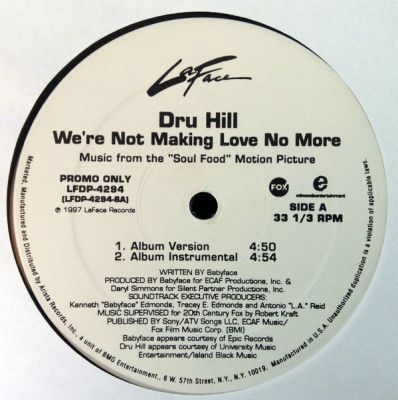 LaFace
Dru Hill
We're Not Making Love No More
Music from the "Soul Food" Motion Picture
PROMO ONLY
LFDP-4294
(LFDP-4294-SA)
℗ 1997 LaFace Records
FOX
e
edmondsentertainment
SIDE A
33 1/3 RPM
1. Album Version 4:50
2. Album Instrumental 4:54
WRITTEN BY Babyface
PRODUCED BY Babyface for ECAF Productions, Inc. &
Daryl Simmons for Silent Partner Productions, Inc.
SOUNDTRACK EXECUTIVE PRODUCERS:
Kenneth "Babyface" Edmonds, Tracey E. Edmonds and Antonio "L.A." Reid
MUSIC SUPERVISED for 20th Century Fox by Robert Kraft
PUBLISHED BY Sony/ATV Songs LLC, ECAF Music/
Fox Film Music Corp. (BMI)
Babyface appears courtesy of Epic Records
Dru Hill appears courtesy of University Music
Entertainment/Island Black Music
Marketed, Manufactured and Distributed by Arista Records, Inc., a unit of BMG Entertainment, 6 W. 57th Street, N.Y., N.Y. 10019. Manufactured in U.S.A. Unauthorized duplication is a violation of applicable laws.